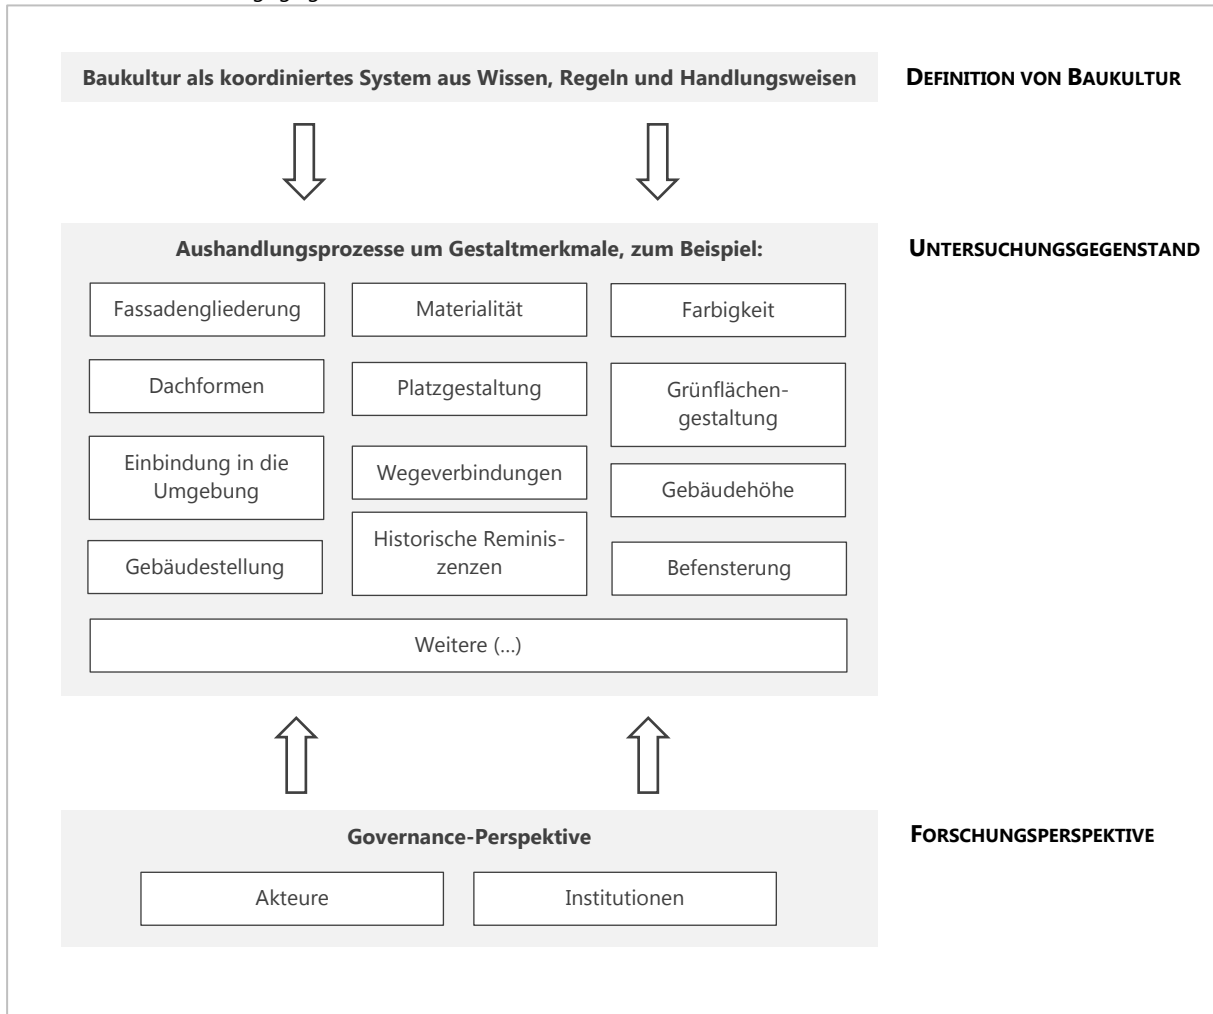 Baukultur als koordiniertes System aus Wissen, Regeln und Handlungsweisen
DEFINITION VON BAUKULTUR
Aushandlungsprozesse um Gestaltmerkmale, zum Beispiel:
UNTERSUCHUNGSGEGENSTAND
Fassadengliederung
Materialität
Farbigkeit
Dachformen
Platzgestaltung
Grünflächen-
gestaltung
Einbindung in die
Umgebung
Wegeverbindungen
Gebäudehöhe
Gebäudestellung
Historische Reminis-
zenzen
Befensterung
Weitere (...)
Governance-Perspektive
FORSCHUNGSPERSPEKTIVE
Akteure
Institutionen